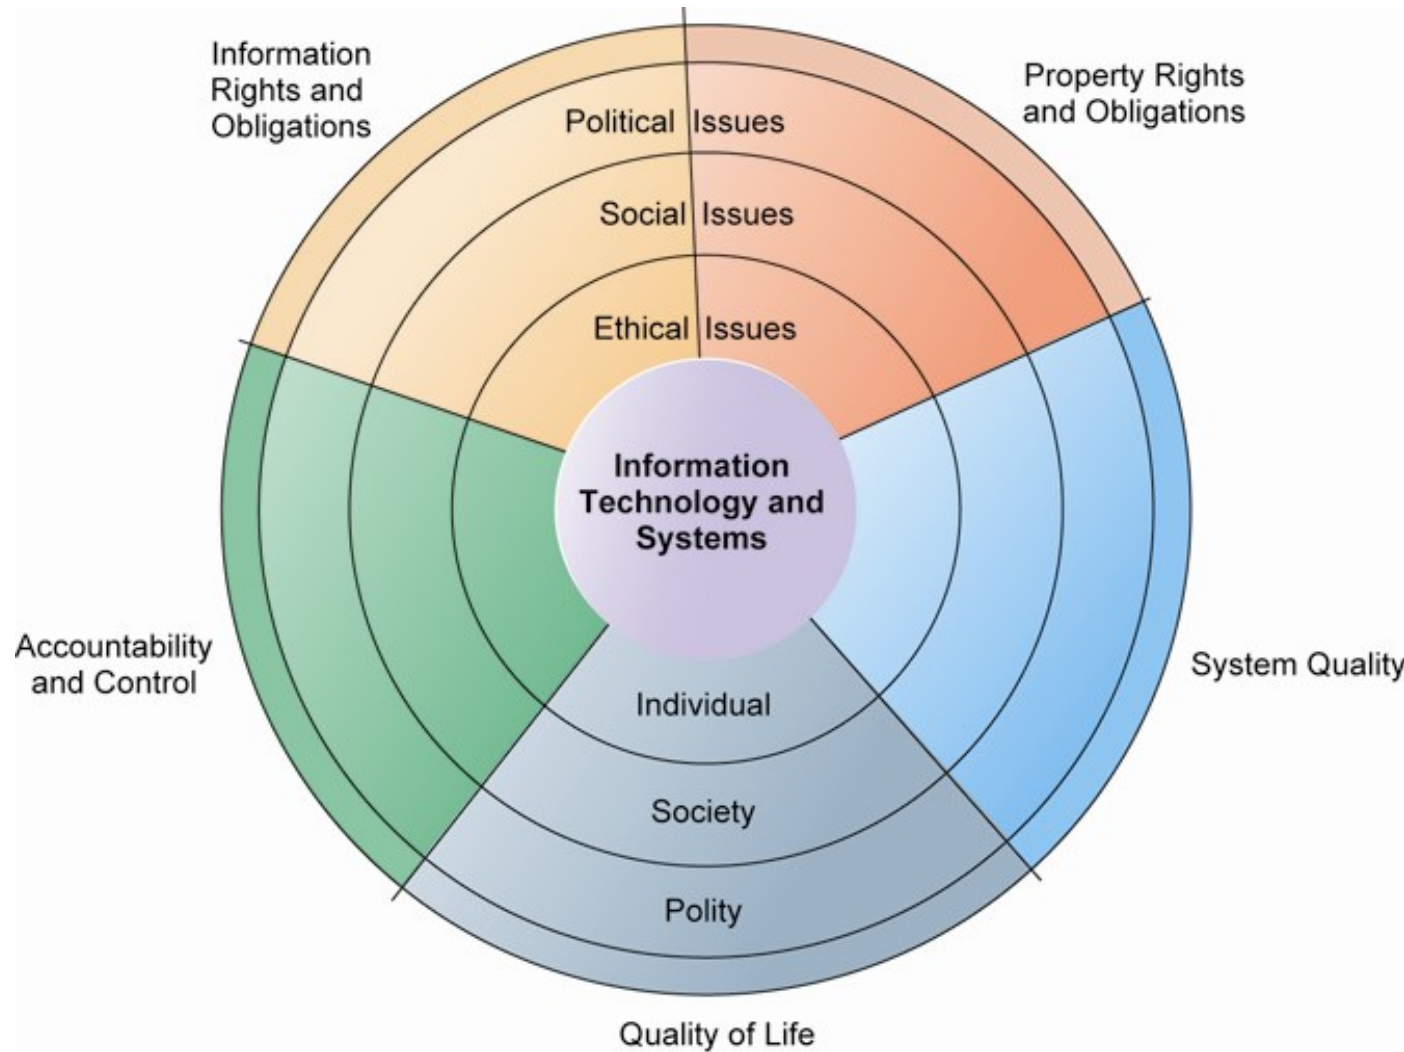 Information
Rights and
Obligations
Property Rights
and Obligations
Political Issues
Social Issues
Ethical Issues
Information
Technology and
Systems
Accountability
and Control
System Quality
Individual
Society
Polity
Quality of Life